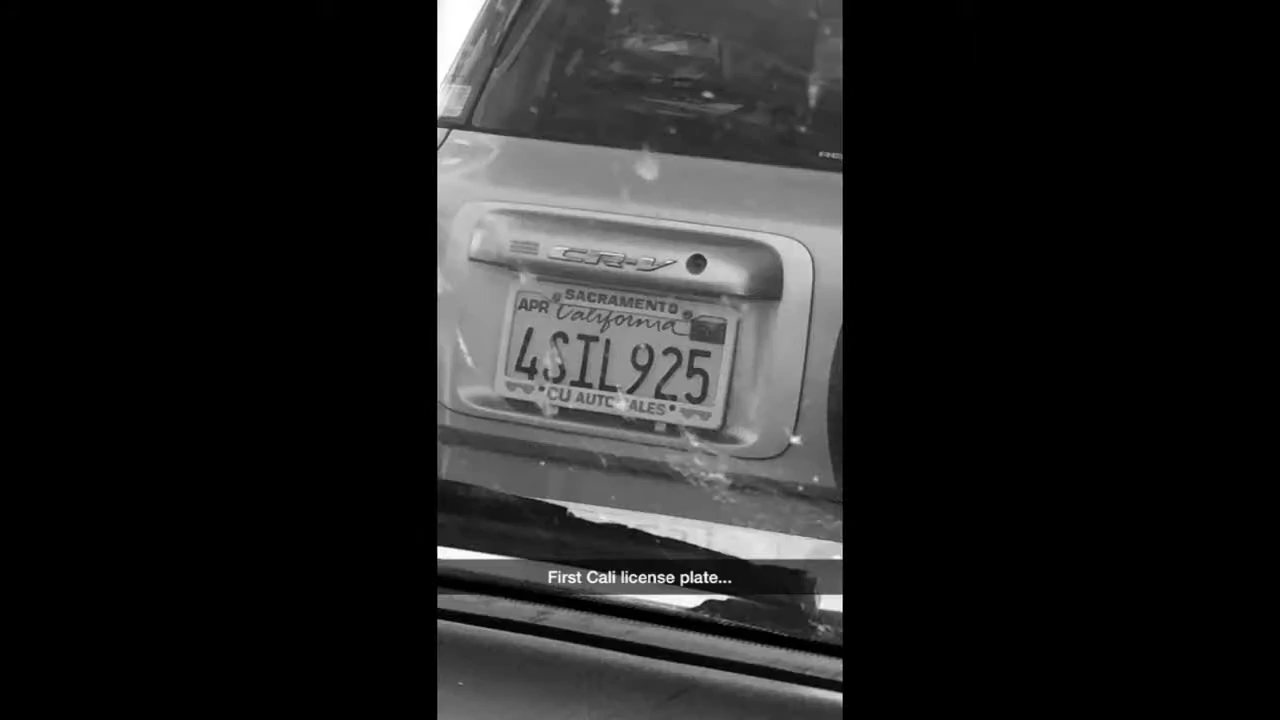 CR-V
SACRAMENTO
APR California
4SIL925
CU AUTO SALES
First Cali license plate...